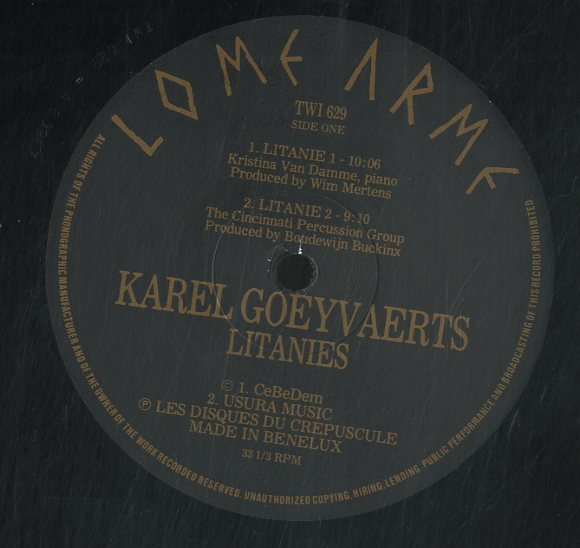 LOME ARME
TWI 629
SIDE ONE
1. LITANIE 1 - 10:06
Kristina Van Damme, piano
Produced by Wim Mertens
2. LITANIE 2 - 9:10
The Cincinnati Percussion Group
Produced by Boudewijn Buckinx
KAREL GOEYVAERTS
LITANIES
© 1. CeBeDem
2. USURA MUSIC
℗ LES DISQUES DU CREPUSCULE
MADE IN BENELUX
33 1/3 RPM
ALL RIGHTS OF THE PHONOGRAPHIC MANUFACTURER AND OF THE OWNER OF THE WORK RECORDED RESERVED. UNAUTHORIZED COPYING, HIRING, LENDING, PUBLIC PERFORMANCE AND BROADCASTING OF THIS RECORD PROHIBITED